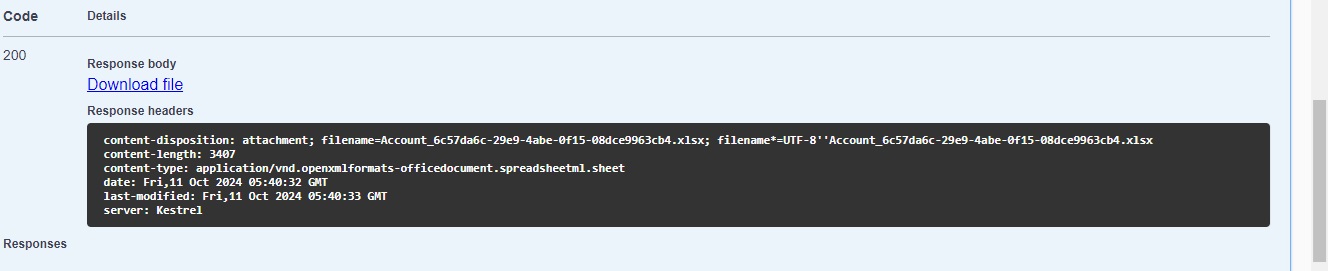 Code Details
200
Response body
Download file
Response headers
content-disposition: attachment; filename=Account_6c57da6c-29e9-4abe-0f15-08dce9963cb4.xlsx; filename*=UTF-8''Account_6c57da6c-29e9-4abe-0f15-08dce9963cb4.xlsx
content-length: 3407
content-type: application/vnd.openxmlformats-officedocument.spreadsheetml.sheet
date: Fri,11 Oct 2024 05:40:32 GMT
last-modified: Fri,11 Oct 2024 05:40:33 GMT
server: Kestrel
Responses